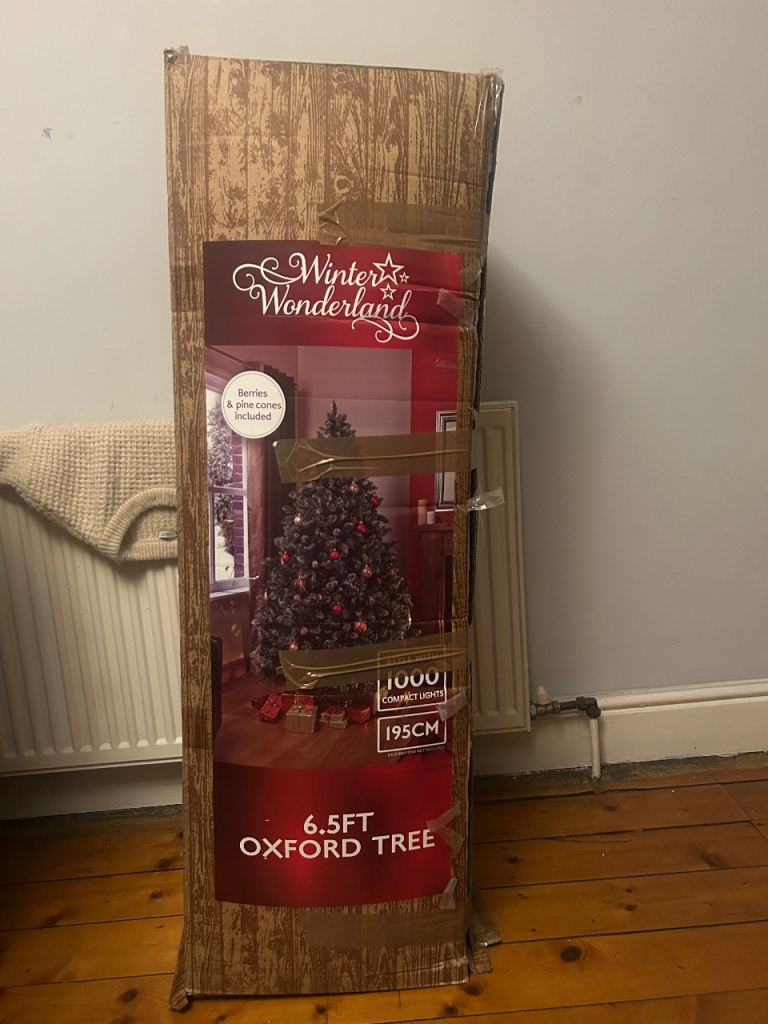 Winter
Wonderland
Berries
& pine cones
included
1000
COMPACT LIGHTS
195CM
6.5FT
OXFORD TREE